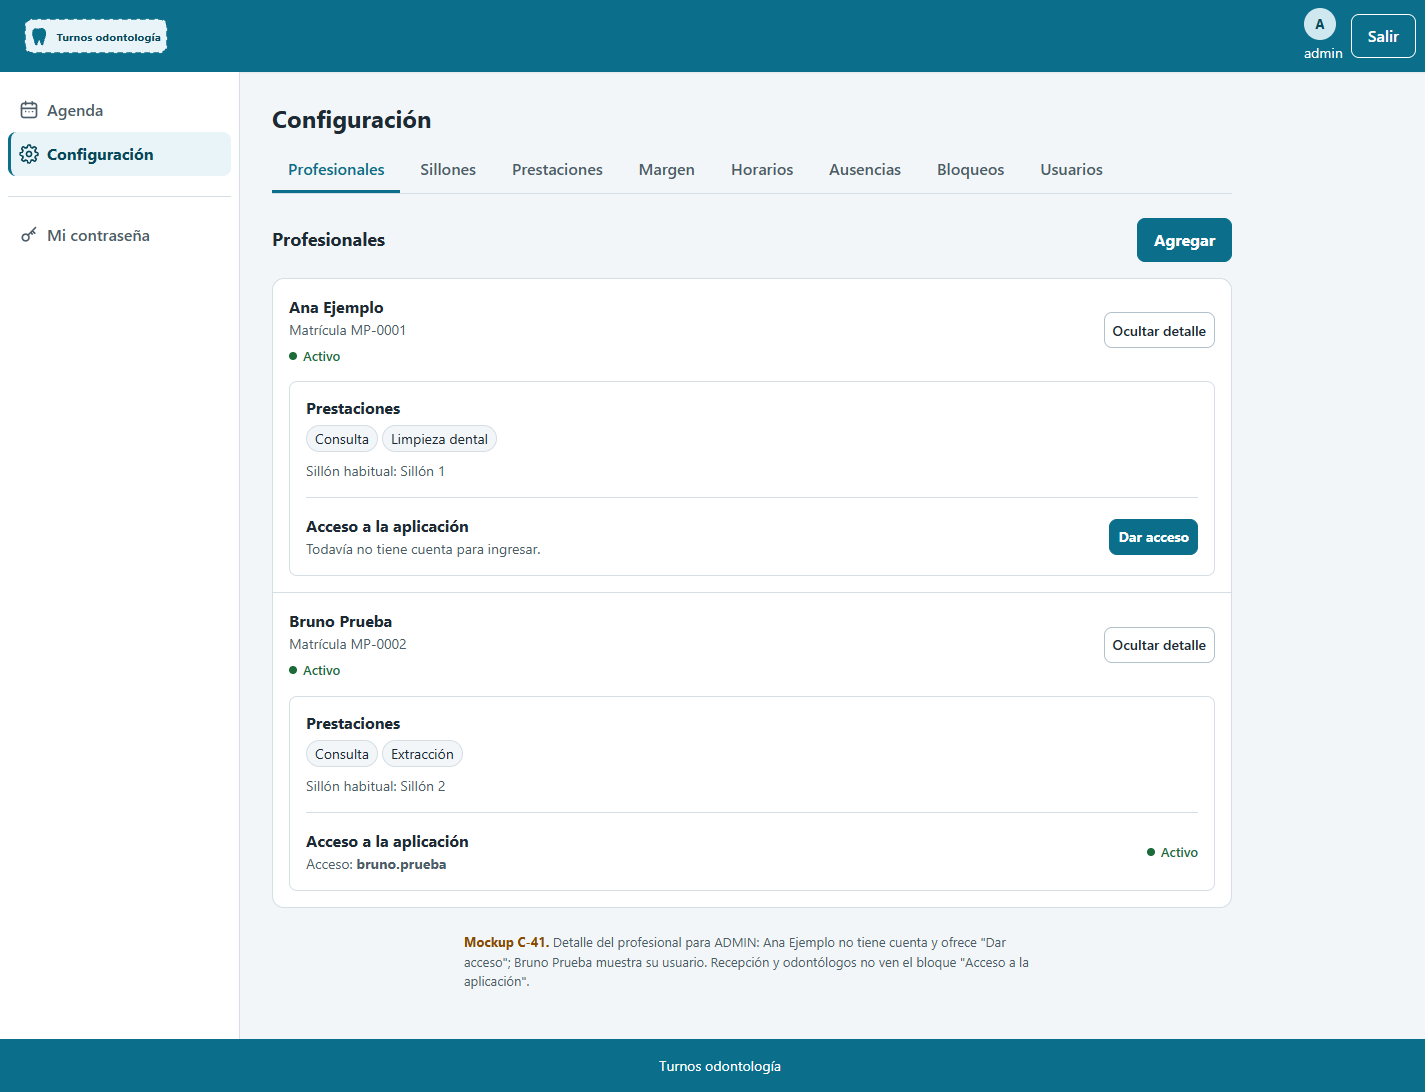 Turnos odontología
A
admin
Salir
Agenda
Configuración
Mi contraseña
Configuración
Profesionales
Sillones
Prestaciones
Margen
Horarios
Ausencias
Bloqueos
Usuarios
Profesionales
Agregar
Ana Ejemplo
Matrícula MP-0001
Activo
Ocultar detalle
Prestaciones
Consulta
Limpieza dental
Sillón habitual: Sillón 1
Acceso a la aplicación
Todavía no tiene cuenta para ingresar.
Dar acceso
Bruno Prueba
Matrícula MP-0002
Activo
Ocultar detalle
Prestaciones
Consulta
Extracción
Sillón habitual: Sillón 2
Acceso a la aplicación
Acceso: bruno.prueba
Activo
Mockup C-41. Detalle del profesional para ADMIN: Ana Ejemplo no tiene cuenta y ofrece "Dar
acceso"; Bruno Prueba muestra su usuario. Recepción y odontólogos no ven el bloque "Acceso a la
aplicación".
Turnos odontología